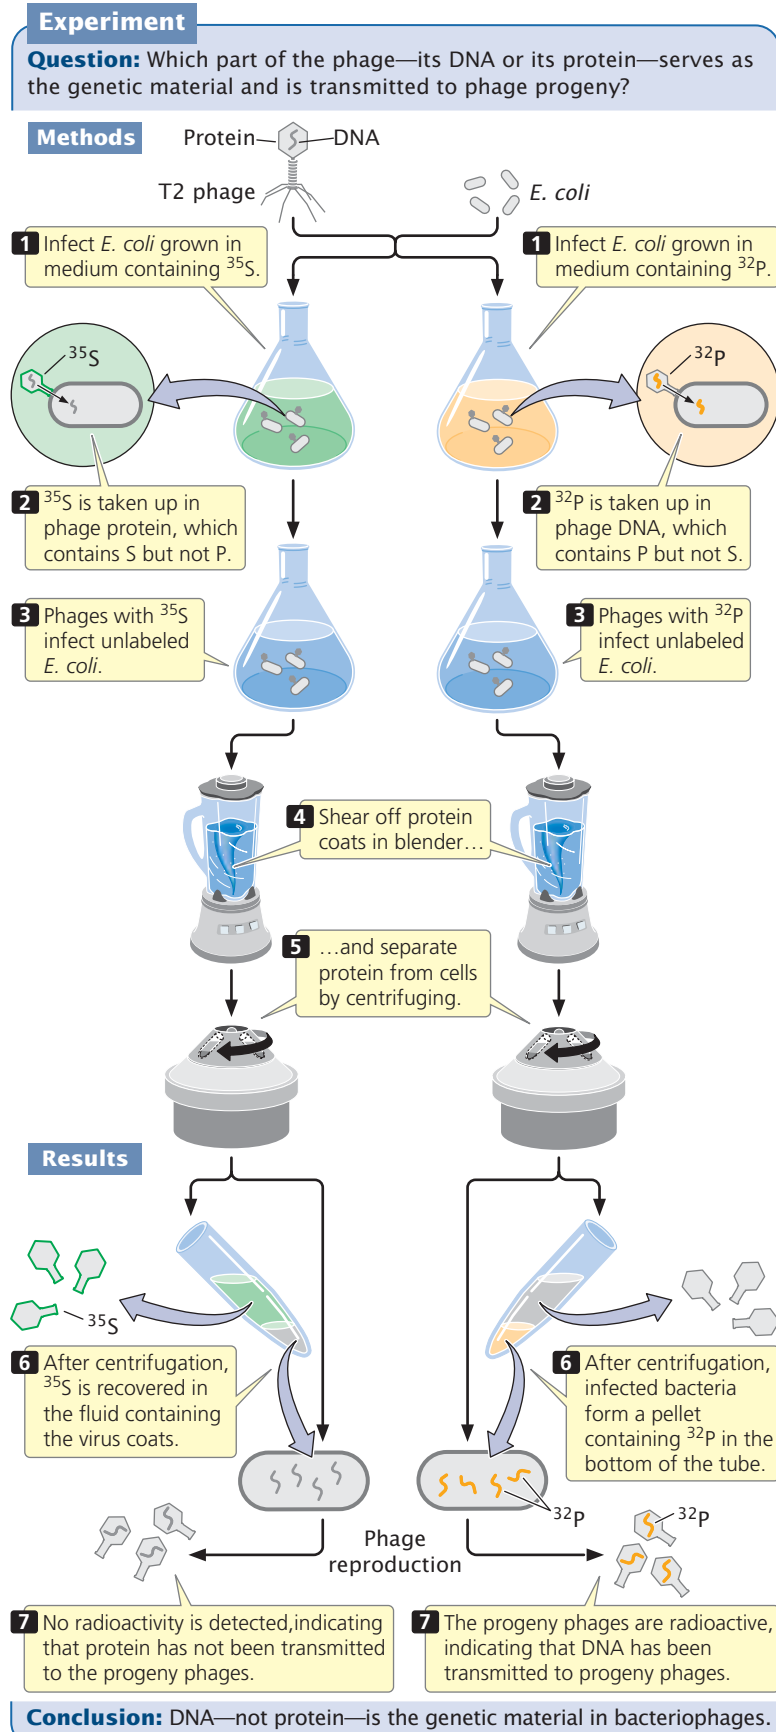 Experiment
Question: Which part of the phage—its DNA or its protein—serves as
the genetic material and is transmitted to phage progeny?
Methods
Protein
DNA
T2 phage
E. coli
1 Infect E. coli grown in
medium containing ³⁵S.
1 Infect E. coli grown in
medium containing ³²P.
³⁵S
³²P
2 ³⁵S is taken up in
phage protein, which
contains S but not P.
2 ³²P is taken up in
phage DNA, which
contains P but not S.
3 Phages with ³⁵S
infect unlabeled
E. coli.
3 Phages with ³²P
infect unlabeled
E. coli.
4 Shear off protein
coats in blender…
5 …and separate
protein from cells
by centrifuging.
Results
³⁵S
6 After centrifugation,
³⁵S is recovered in
the fluid containing
the virus coats.
6 After centrifugation,
infected bacteria
form a pellet
containing ³²P in the
bottom of the tube.
³²P
³²P
Phage
reproduction
7 No radioactivity is detected,indicating
that protein has not been transmitted
to the progeny phages.
7 The progeny phages are radioactive,
indicating that DNA has been
transmitted to progeny phages.
Conclusion: DNA—not protein—is the genetic material in bacteriophages.